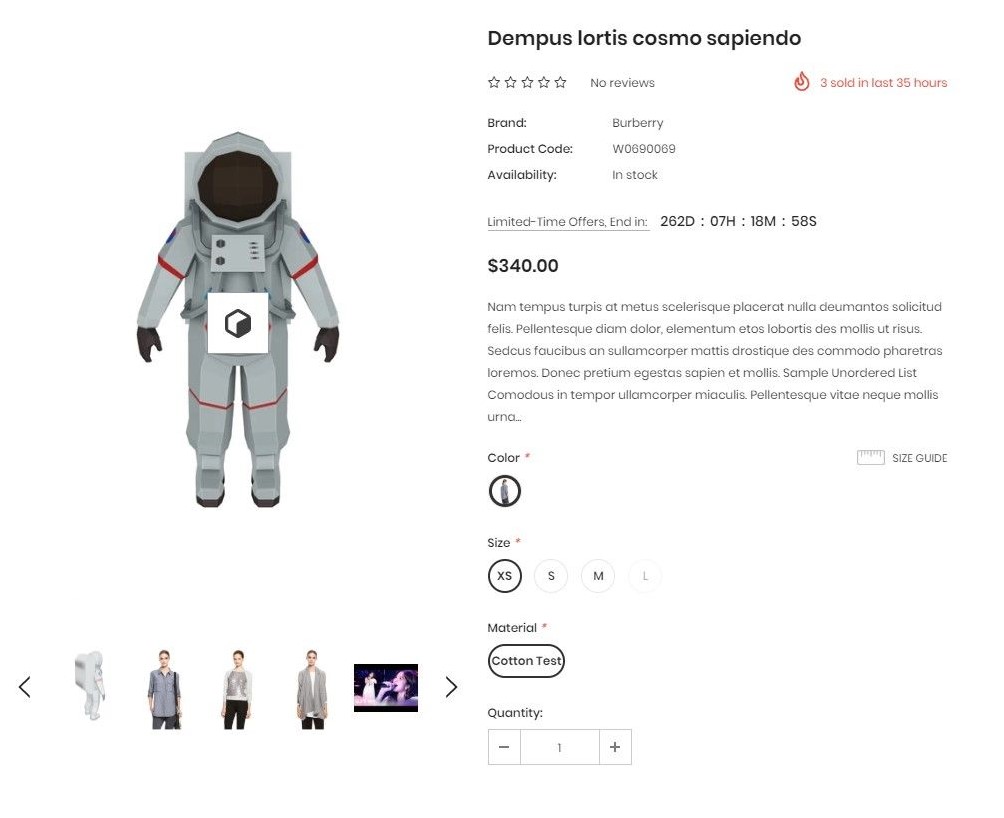 Dempus lortis cosmo sapiendo
No reviews
3 sold in last 35 hours
Brand: Burberry
Product Code: W0690069
Availability: In stock
Limited-Time Offers, End in: 262D : 07H : 18M : 58S
$340.00
Nam tempus turpis at metus scelerisque placerat nulla deumantos solicitud
felis. Pellentesque diam dolor, elementum etos lobortis des mollis ut risus.
Sedcus faucibus an sullamcorper mattis drostique des commodo pharetras
loremos. Donec pretium egestas sapien et mollis. Sample Unordered List
Comodous in tempor ullamcorper miaculis. Pellentesque vitae neque mollis
urna...
Color *
SIZE GUIDE
Size *
XS S M L
Material *
Cotton Test
Quantity:
− 1 +